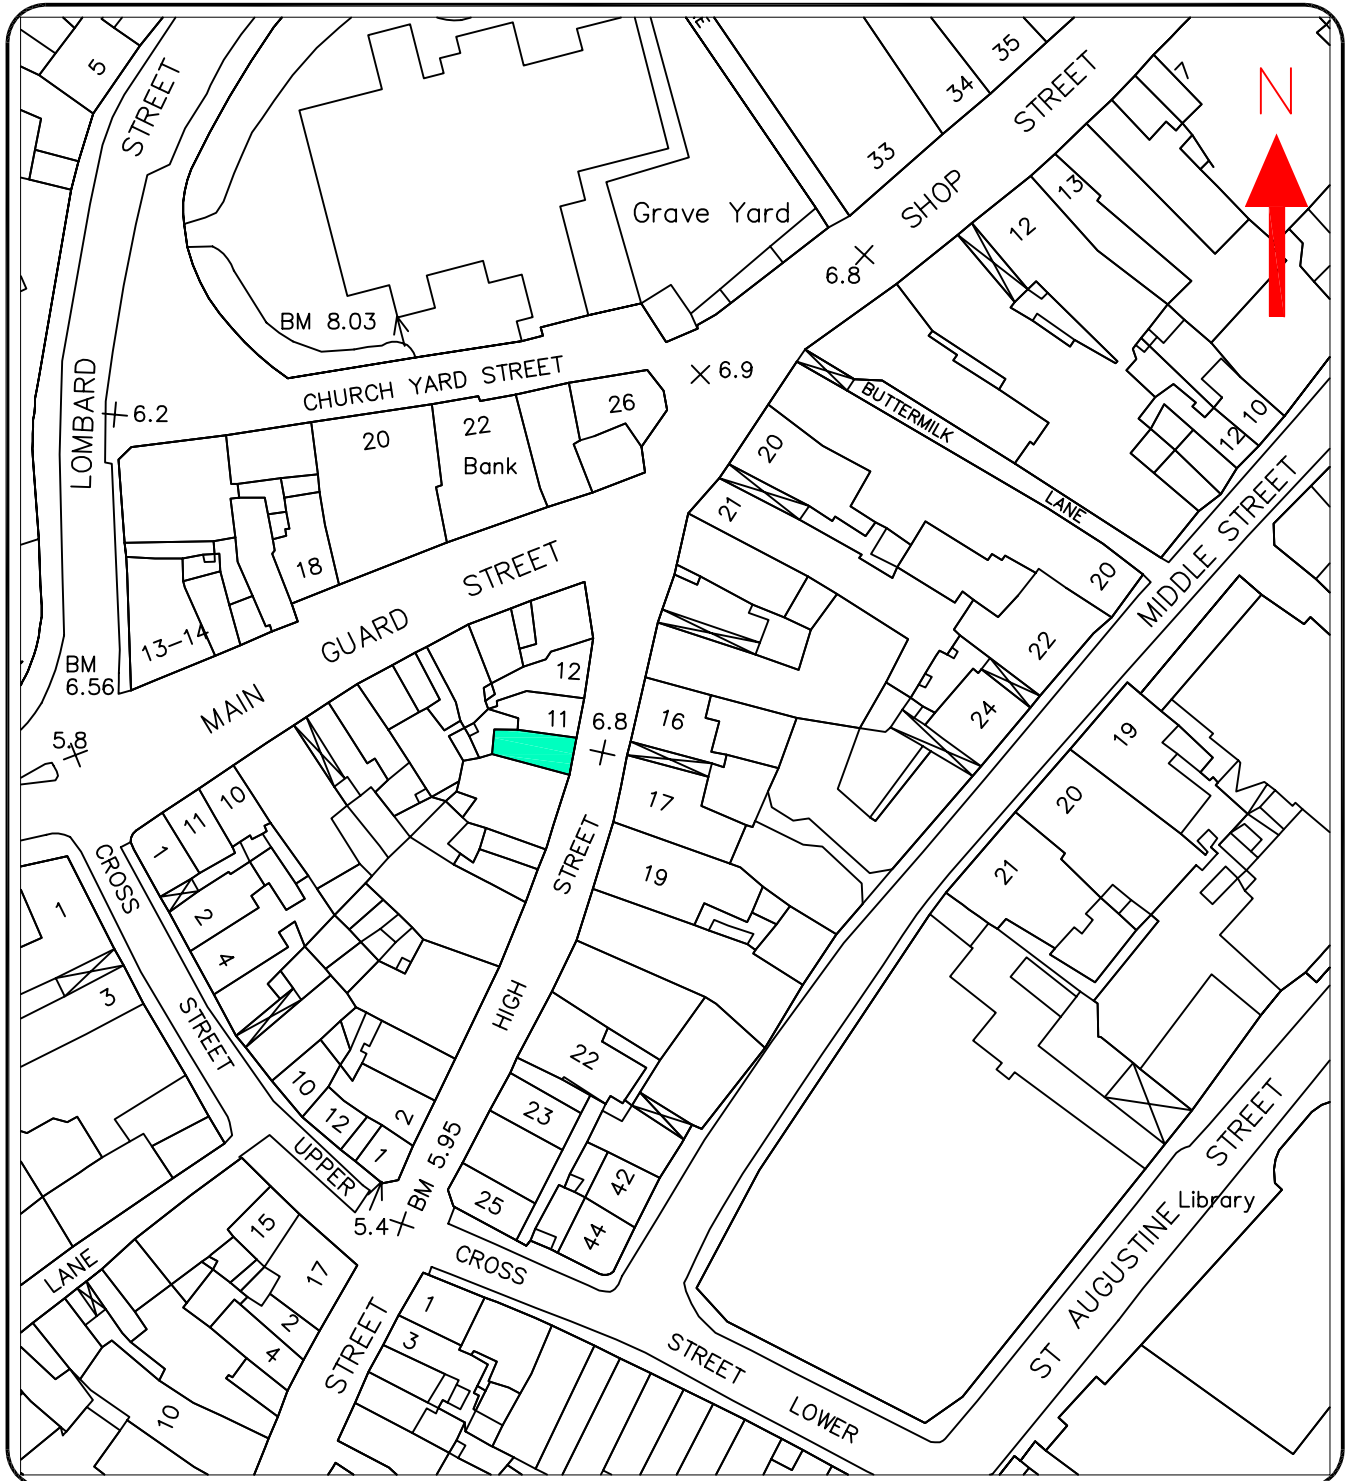 5
STREET
E
35
34
33
STREET
7
N
SHOP
Grave Yard
13
12
6.8
BM 8.03
CHURCH YARD STREET
6.9
LOMBARD
6.2
20
22
Bank
26
BUTTERMILK
LANE
10
12
20
21
18
STREET
GUARD
MAIN
13-14
BM
6.56
5.8
MIDDLE STREET
20
22
24
12
11
6.8
16
17
19
19
20
21
10
11
1
CROSS
2
4
1
3
STREET
STREET
HIGH
22
23
25
42
44
10
12
1
2
UPPER
BM 5.95
5.4
CROSS
STREET
LOWER
LANE
15
17
2
4
10
STREET
1
3
STREET
ST AUGUSTINE
Library